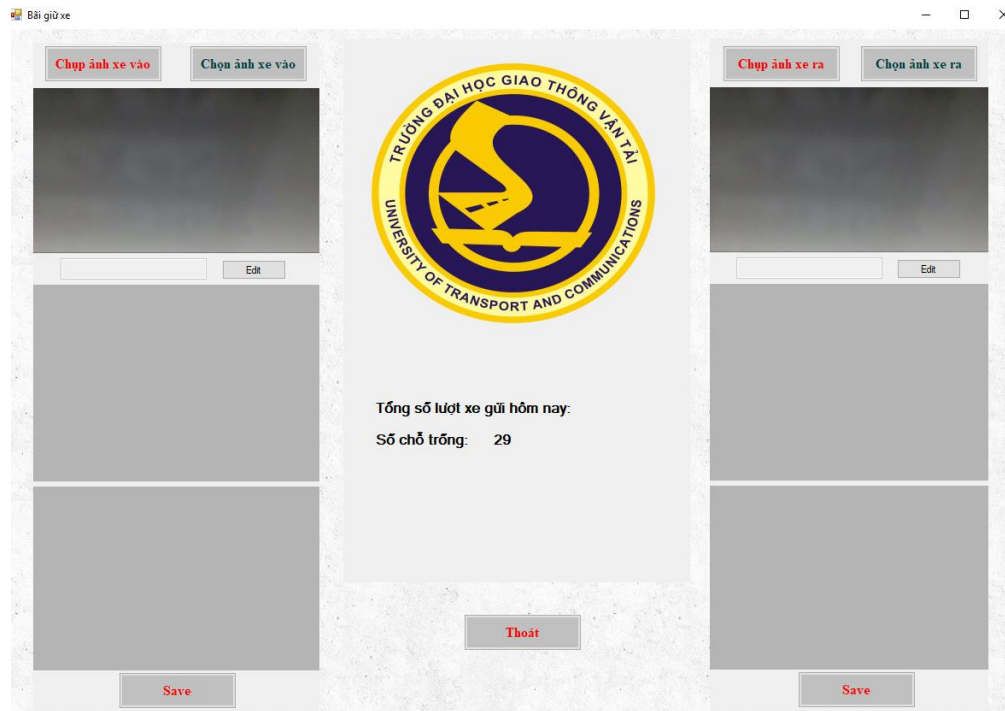 Bãi giữ xe
Chụp ảnh xe vào
Chọn ảnh xe vào
Edit
Save
TRƯỜNG ĐẠI HỌC GIAO THÔNG VẬN TẢI
UNIVERSITY OF TRANSPORT AND COMMUNICATIONS
Tổng số lượt xe gửi hôm nay:
Số chỗ trống: 29
Thoát
Chụp ảnh xe ra
Chọn ảnh xe ra
Edit
Save